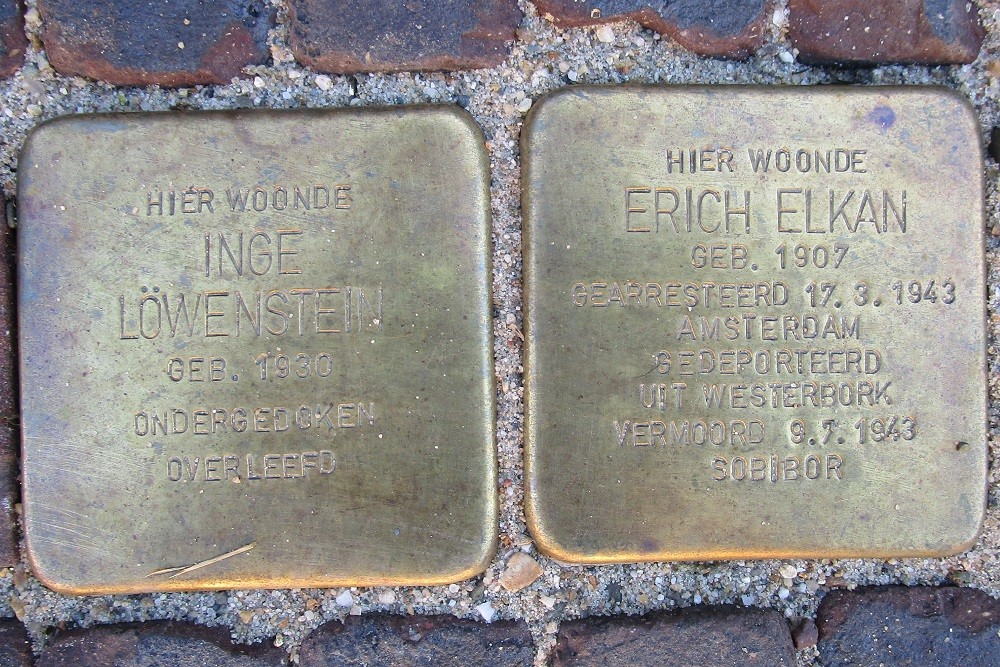 HIER WOONDE
INGE
LÖWENSTEIN
GEB. 1930
ONDERGEDOKEN
OVERLEEFD
HIER WOONDE
ERICH ELKAN
GEB. 1907
GEARRESTEERD 17.3.1943
AMSTERDAM
GEDEPORTEERD
UIT WESTERBORK
VERMOORD 9.7.1943
SOBIBOR